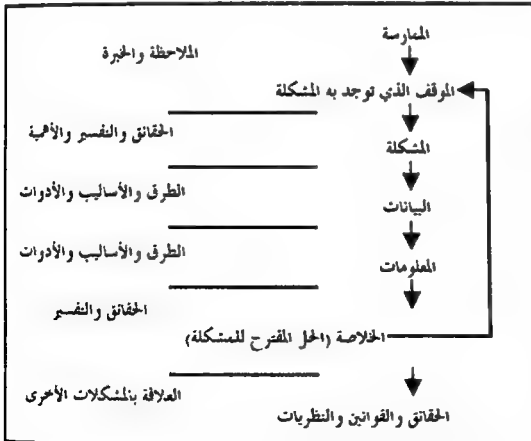 الممارسة
الملاحظة والخبرة
الموقف الذي توجد به المشكلة
الحقائق والتفسير والأهمية
المشكلة
الطرق والأساليب والأدوات
البيانات
الطرق والأساليب والأدوات
المعلومات
الحقائق والتفسير
الخلاصة (الحل المقترح للمشكلة)
العلاقة بالمشكلات الأخرى
الحقائق والقوانين والنظريات